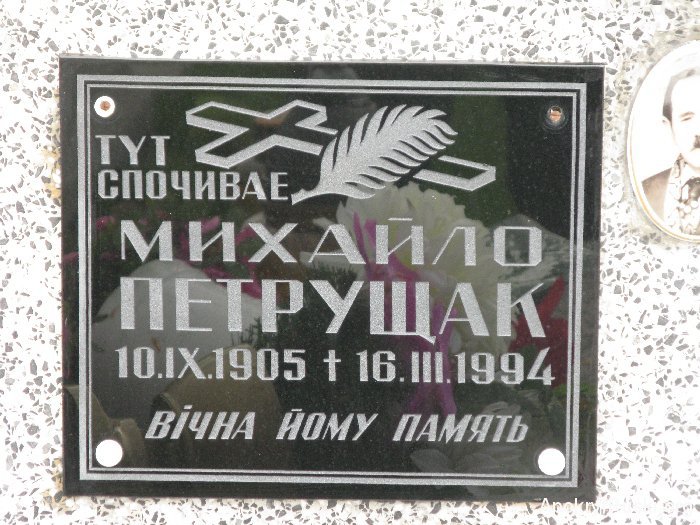 ТУТ
СПОЧИВАЕ
МИХАЙЛО
ПЕТРУЩАК
10.IX.1905 † 16.III.1994
ВІЧНА ЙОМУ ПАМЯТЬ